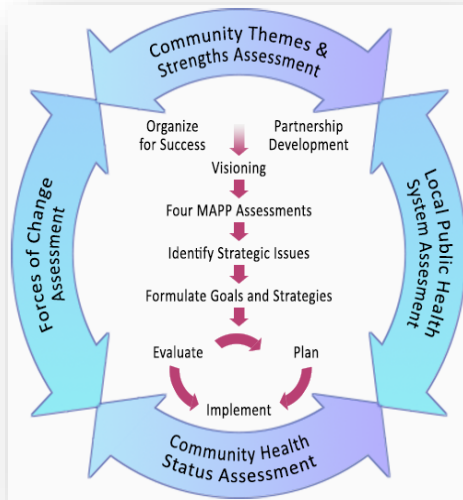 Community Themes &
Strengths Assessment
Organize
for Success
Partnership
Development
Visioning
Four MAPP Assessments
Identify Strategic Issues
Formulate Goals and Strategies
Evaluate
Plan
Implement
Forces of Change
Assessment
Local Public Health
System Assesment
Community Health
Status Assessment